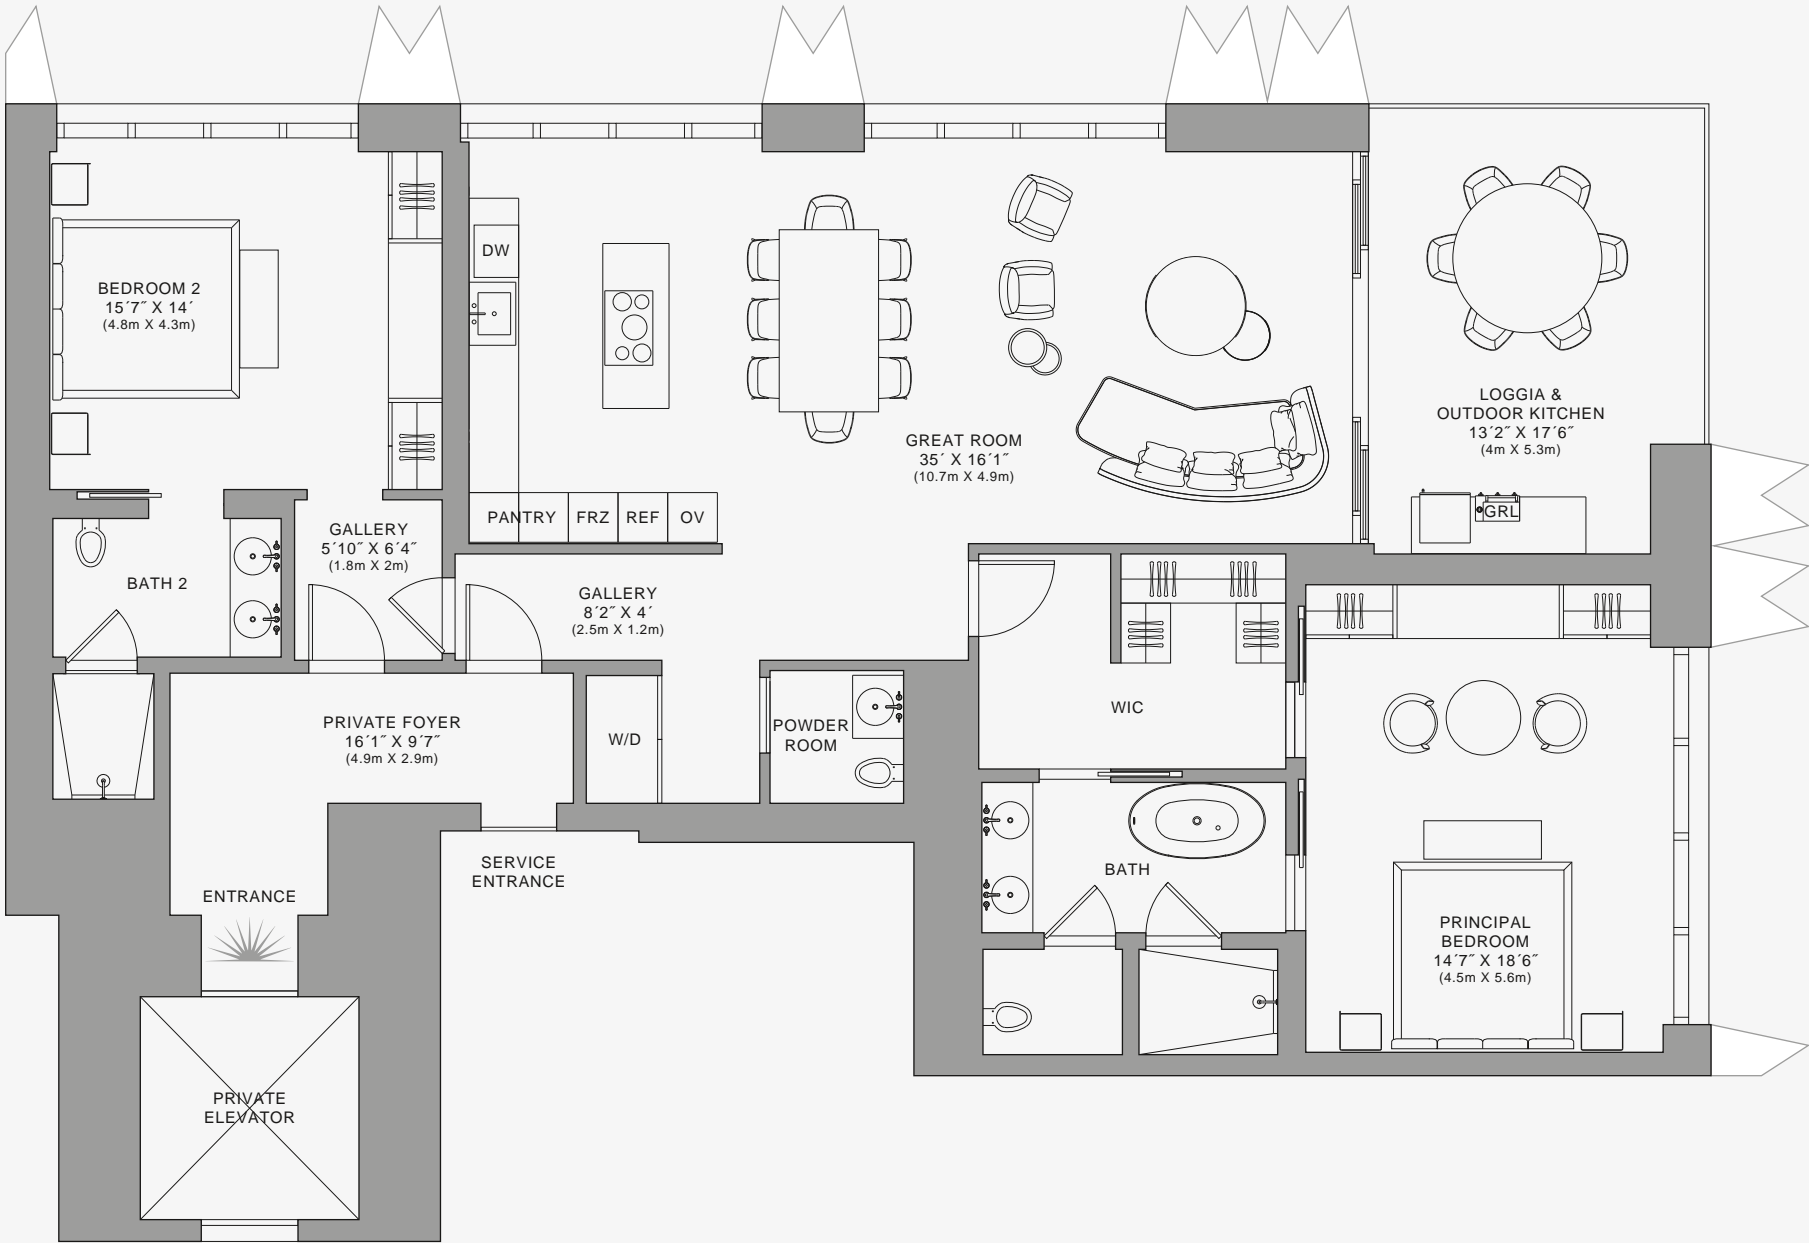 BEDROOM 2
15´7˝ X 14´
(4.8m X 4.3m)
DW
GREAT ROOM
35´ X 16´1˝
(10.7m X 4.9m)
LOGGIA &
OUTDOOR KITCHEN
13´2˝ X 17´6˝
(4m X 5.3m)
GRL
PANTRY
FRZ
REF
OV
GALLERY
5´10˝ X 6´4˝
(1.8m X 2m)
BATH 2
GALLERY
8´2˝ X 4´
(2.5m X 1.2m)
PRIVATE FOYER
16´1˝ X 9´7˝
(4.9m X 2.9m)
W/D
POWDER
ROOM
WIC
SERVICE
ENTRANCE
ENTRANCE
BATH
PRINCIPAL
BEDROOM
14´7˝ X 18´6˝
(4.5m X 5.6m)
PRIVATE
ELEVATOR